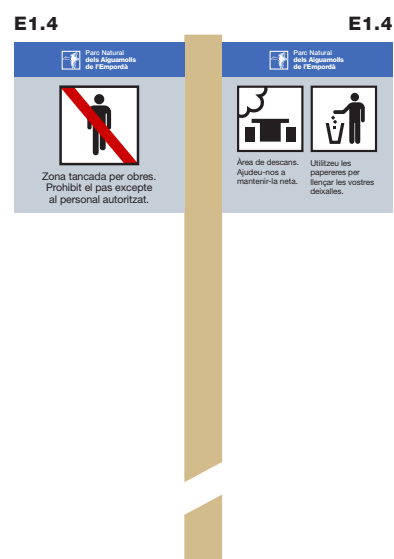 E1.4
E1.4
Parc Natural
dels Aiguamolls
de l'Empordà
Zona tancada per obres.
Prohibit el pas excepte
al personal autoritzat.
Parc Natural
dels Aiguamolls
de l'Empordà
Àrea de descans.
Ajudeu-nos a
mantenir-la neta.
Utilitzeu les
papereres per
llençar les vostres
deixalles.